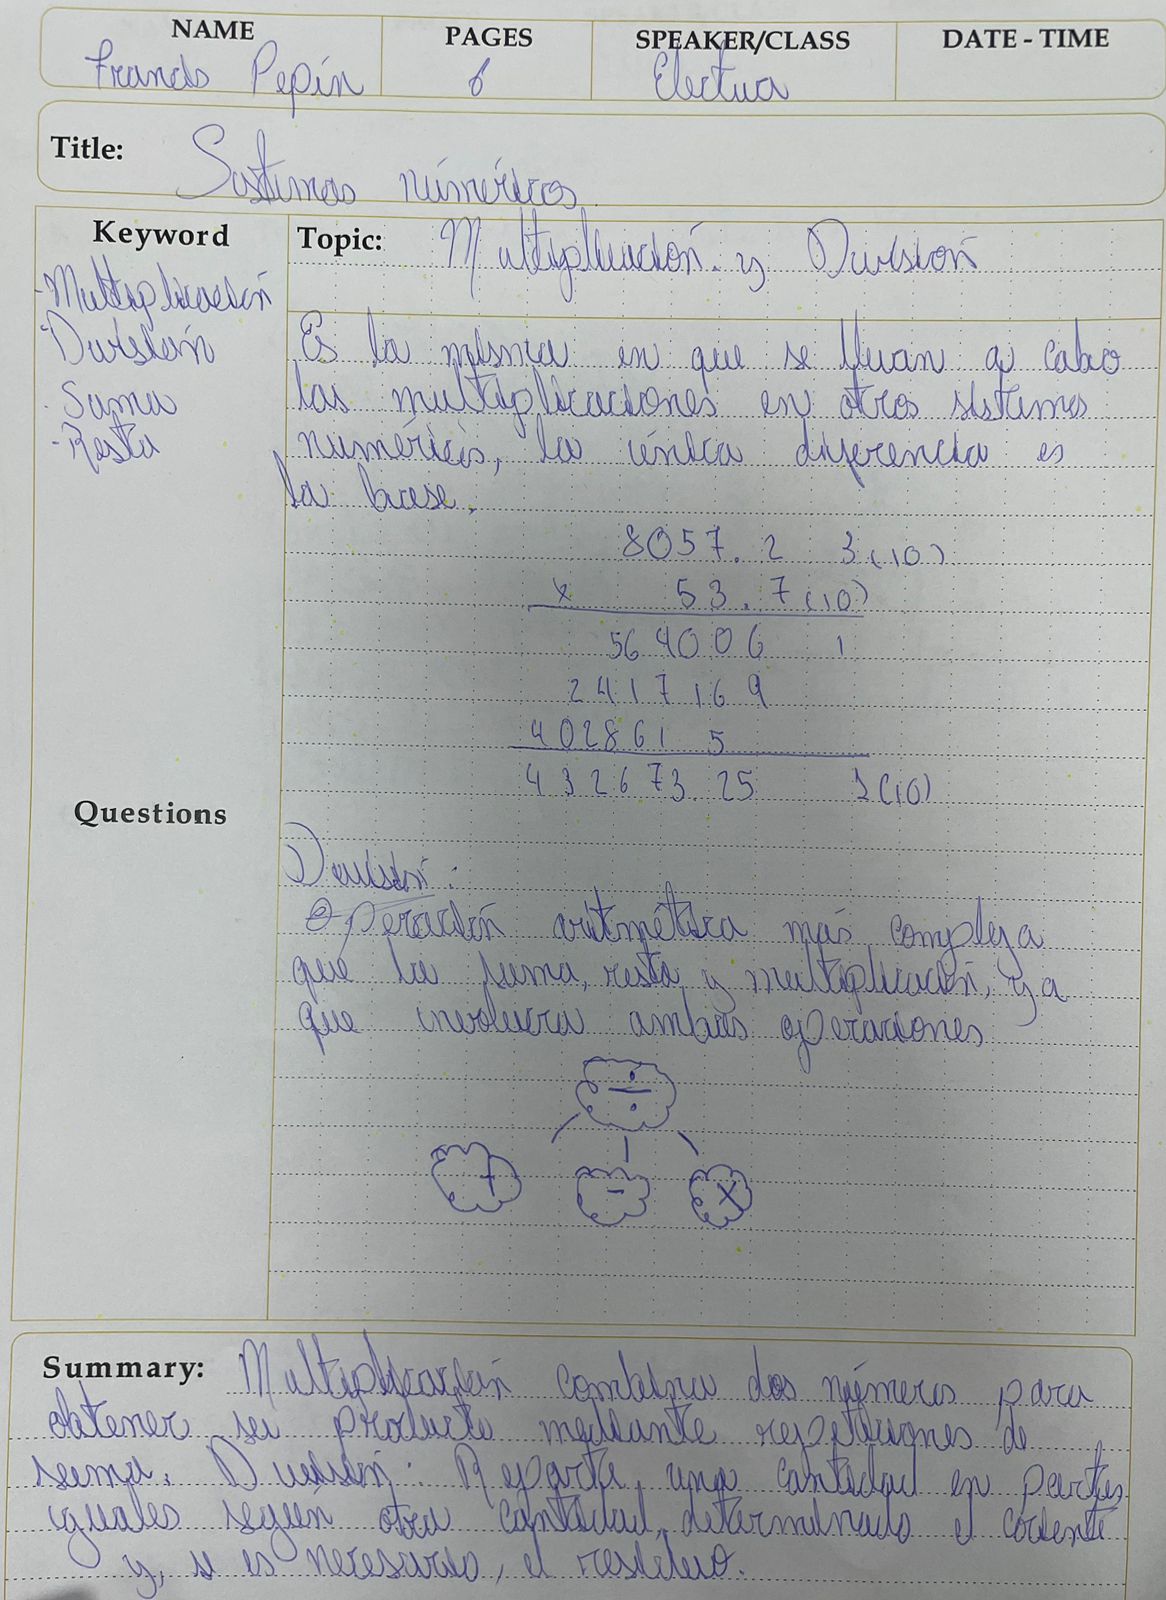 NAME PAGES SPEAKER/CLASS DATE - TIME
Francis Pepín 6 Electiva
Title: Sistemas númericos.
Keyword
- Multiplicación
- División
- Suma
- Resta
Questions
Topic: Multiplicación y División
Es la misma en que se llevan a cabo
las multiplicaciones en otros sistemas
numéricos, la única diferencia es
la base.
8057.2 3(10)
x 53.7(10)
564006 1
2417169
402861 5
432673.25 1(10)
División:
Operación aritmética más compleja
que la suma, resta y multiplicación, ya
que involucra ambas operaciones
÷
+ - x
Summary: Multiplicación combina dos números para
obtener su producto mediante repeticiones de
suma. División: Reparte una cantidad en partes
iguales según otra cantidad, determinado el cociente
y, si es necesario, el residuo.